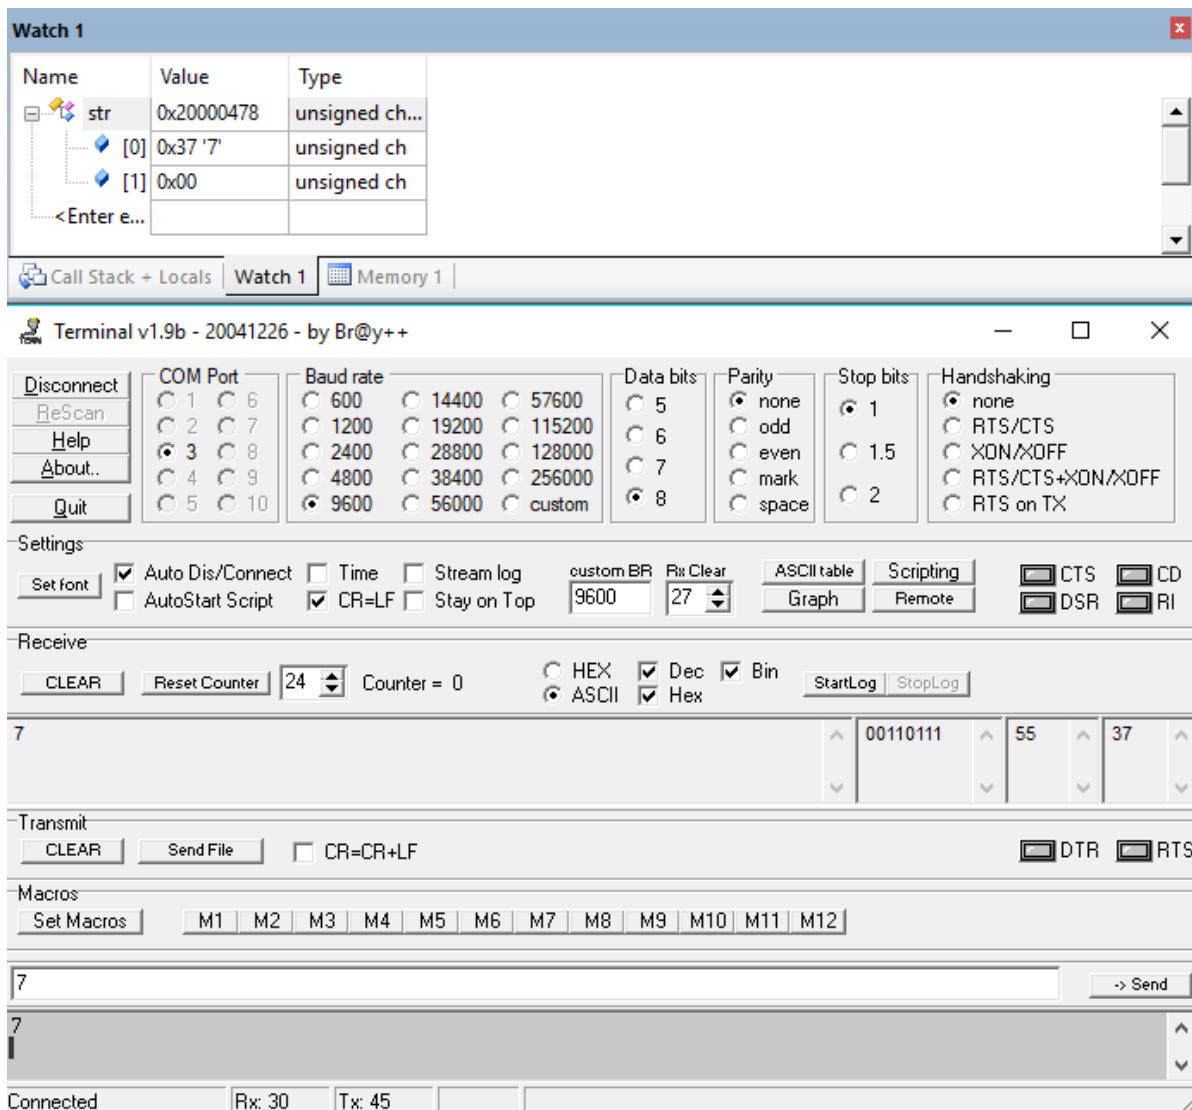 Watch 1
Name Value Type
str 0x20000478 unsigned ch...
[0] 0x37 '7' unsigned ch
[1] 0x00 unsigned ch
<Enter e...
Call Stack + Locals Watch 1 Memory 1
Terminal v1.9b - 20041226 - by Br@y++
Disconnect
ReScan
Help
About..
Quit
COM Port
1 6
2 7
3 8
4 9
5 10
Baud rate
600 14400 57600
1200 19200 115200
2400 28800 128000
4800 38400 256000
9600 56000 custom
Data bits
5
6
7
8
Parity
none
odd
even
mark
space
Stop bits
1
1.5
2
Handshaking
none
RTS/CTS
XON/XOFF
RTS/CTS+XON/XOFF
RTS on TX
Settings
Set font
Auto Dis/Connect Time Stream log
AutoStart Script CR=LF Stay on Top
custom BR Rx Clear
9600 27
ASCII table Scripting
Graph Remote
CTS CD
DSR RI
Receive
CLEAR Reset Counter 24 Counter = 0
HEX Dec Bin
ASCII Hex
StartLog StopLog
7 00110111 55 37
Transmit
CLEAR Send File CR=CR+LF DTR RTS
Macros
Set Macros M1 M2 M3 M4 M5 M6 M7 M8 M9 M10 M11 M12
7 -> Send
7
Connected Rx: 30 Tx: 45